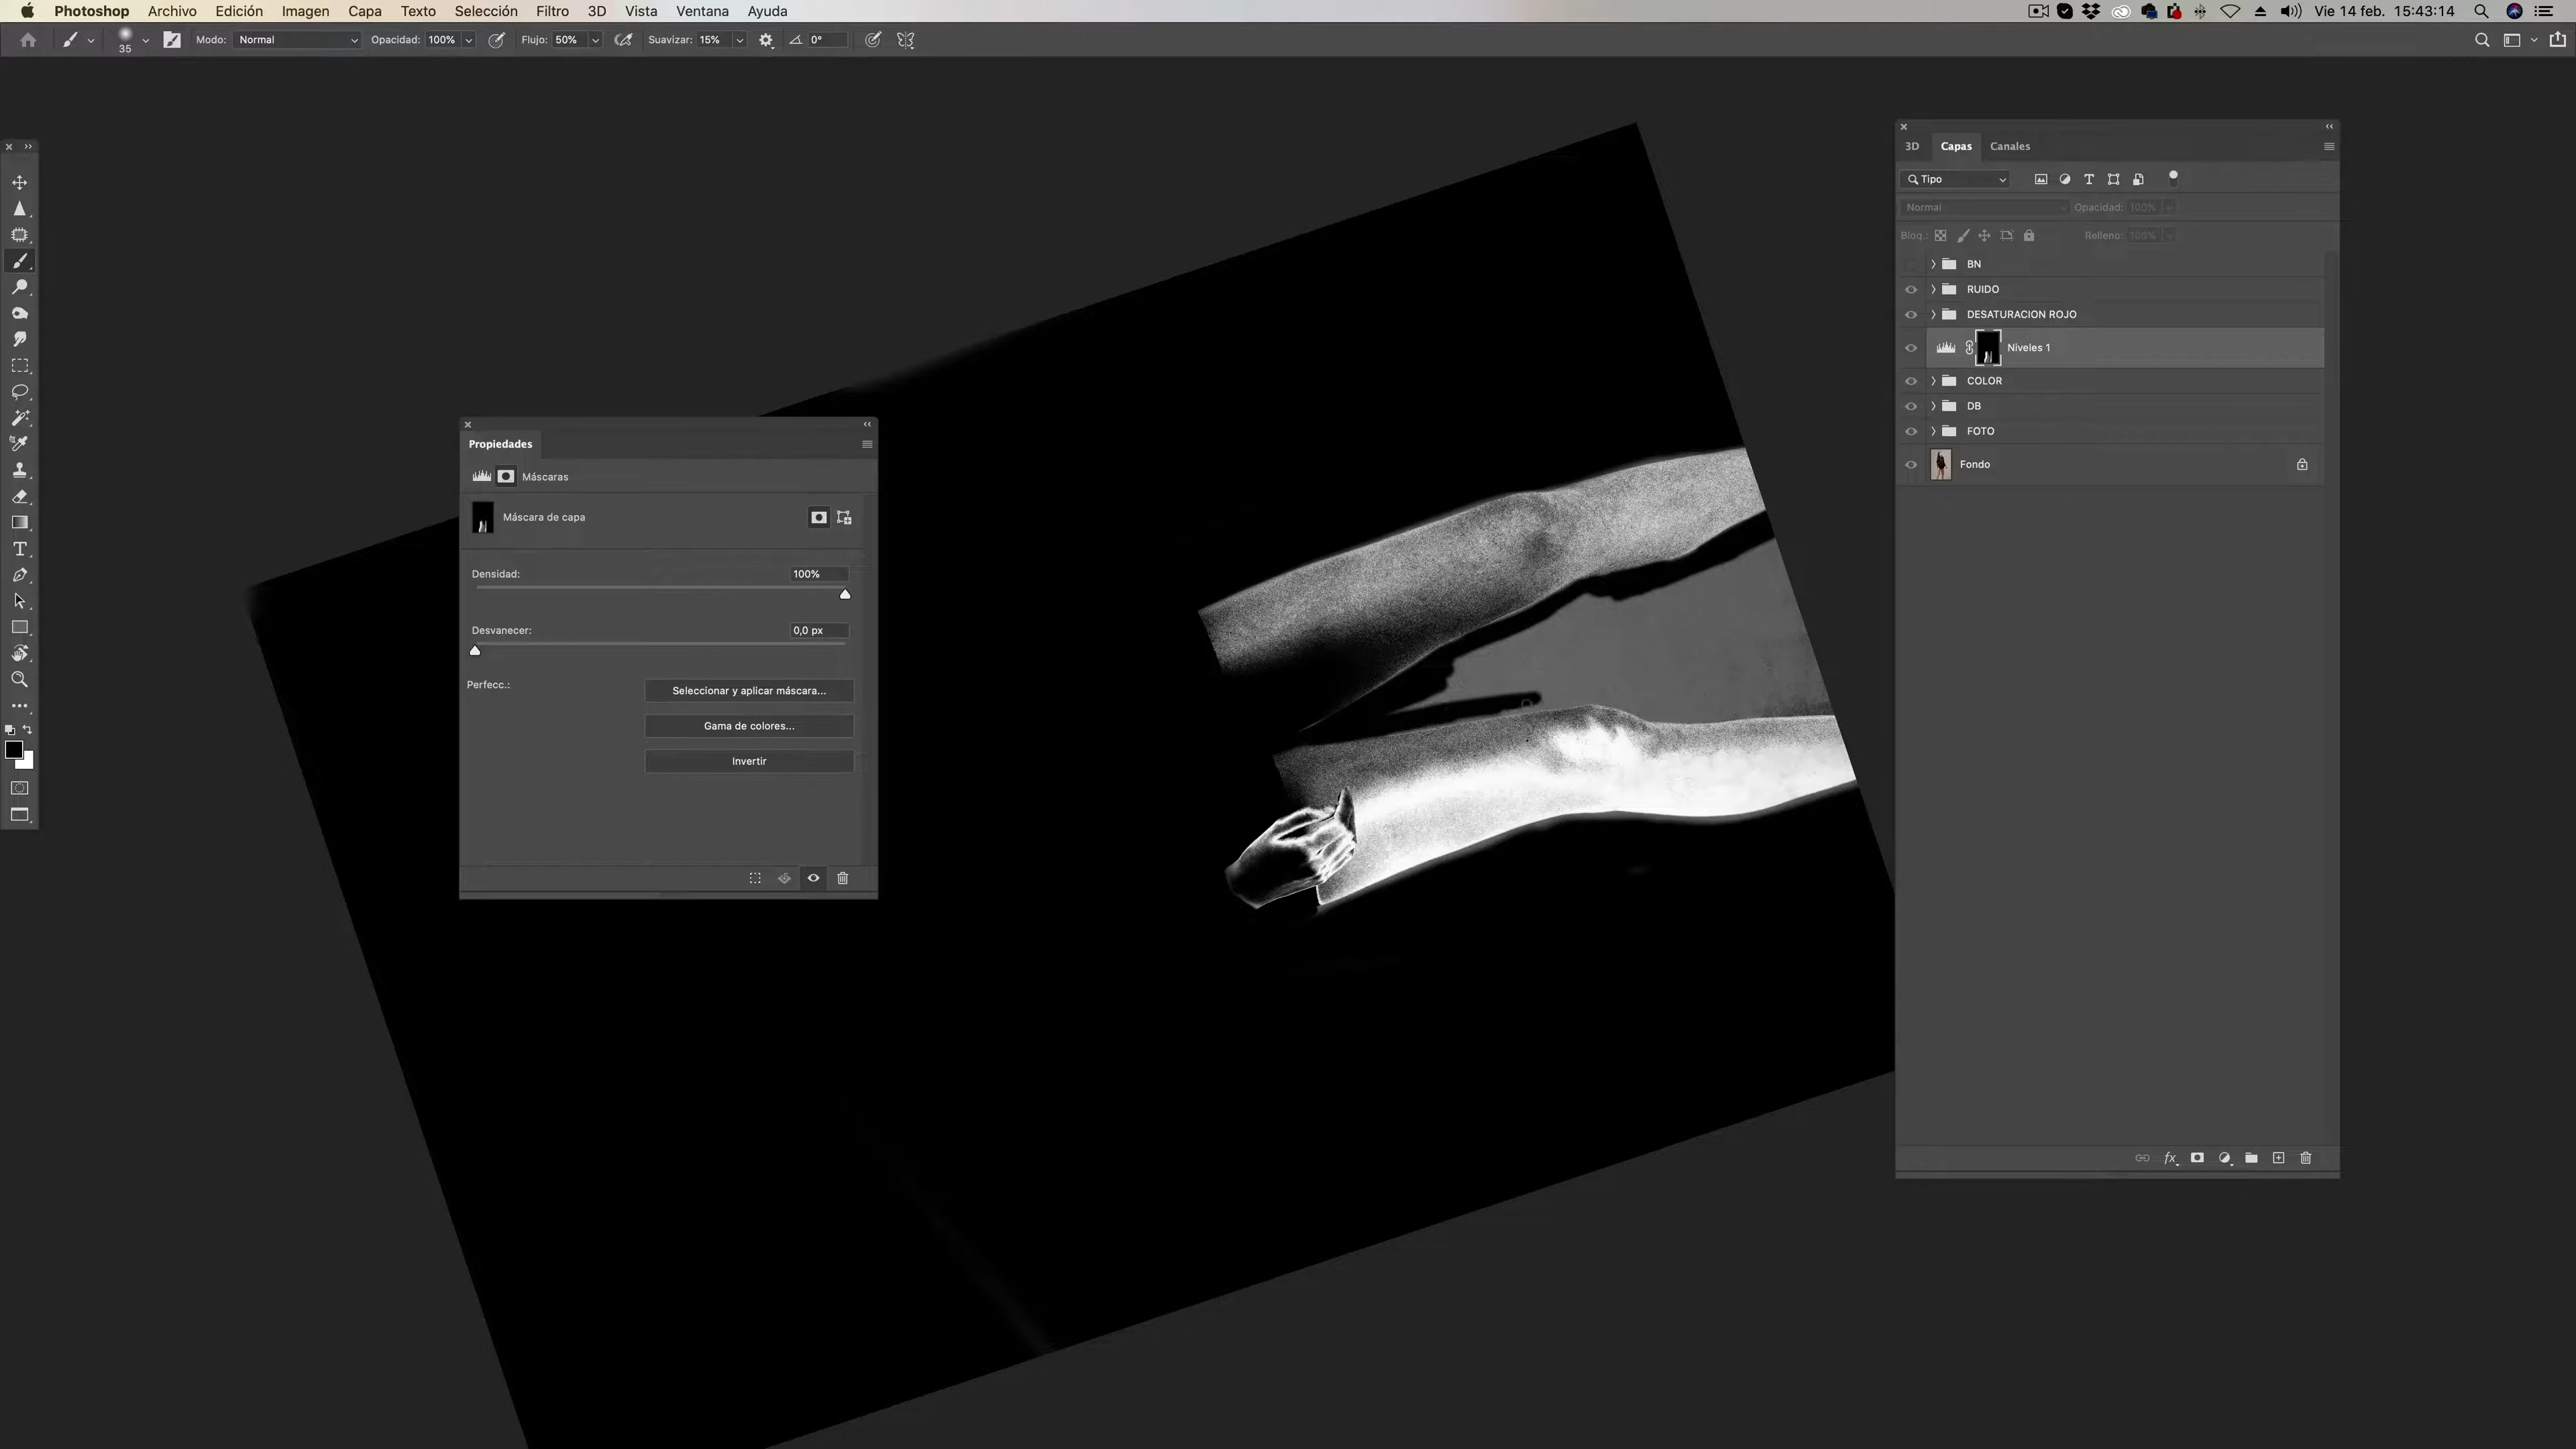 Photoshop Archivo Edición Imagen Capa Texto Selección Filtro 3D Vista Ventana Ayuda Vie 14 feb. 15:43:14
35 Modo: Normal Opacidad: 100% Flujo: 50% Suavizar: 15% 0°
3D Capas Canales
Tipo
Normal Opacidad: 100%
Bloq.: Relleno: 100%
BN
RUIDO
DESATURACION ROJO
Niveles 1
COLOR
DB
FOTO
Fondo
Propiedades
Máscaras
Máscara de capa
Densidad: 100%
Desvanecer: 0,0 px
Perfecc.: Seleccionar y aplicar máscara...
Gama de colores...
Invertir